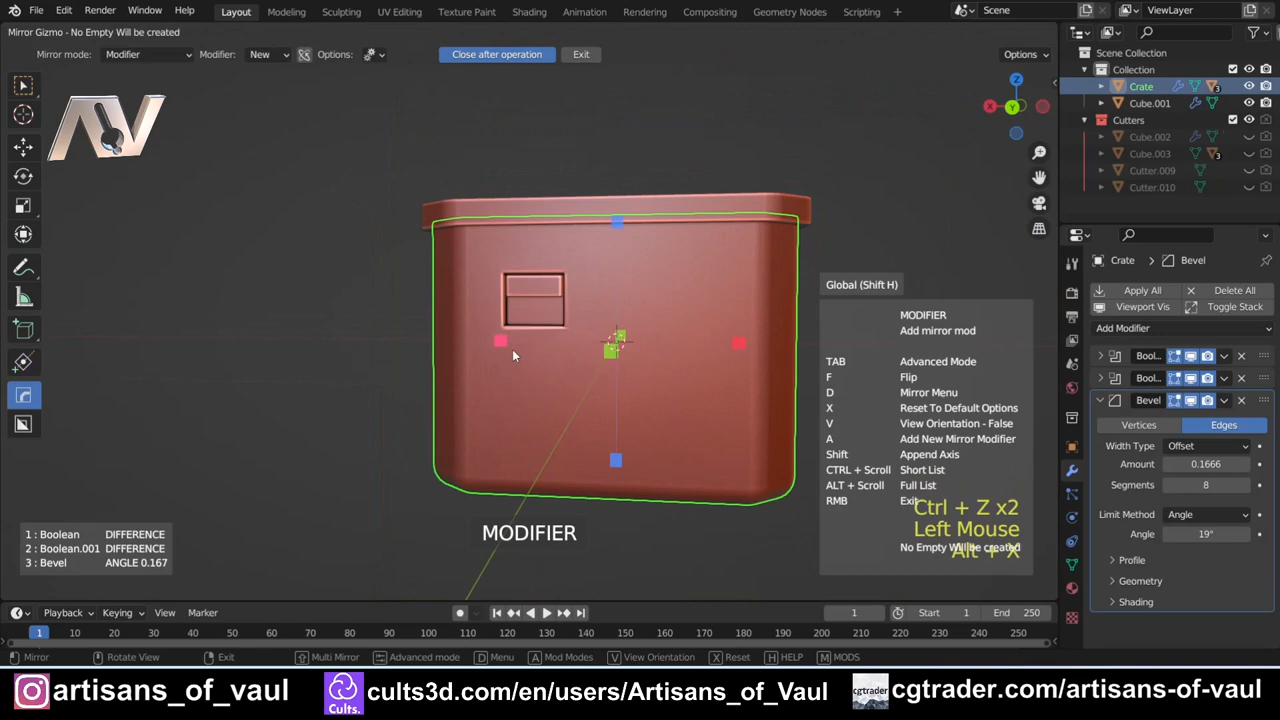 File Edit Render Window Help Layout Modeling Sculpting UV Editing Texture Paint Shading Animation Rendering Compositing Geometry Nodes Scripting + Scene ViewLayer
Mirror Gizmo - No Empty Will be created
Mirror mode: Modifier Modifier: New Options: Close after operation Exit Options
Scene Collection
Collection
Crate 3
Cube.001
Cutters
Cube.002
Cube.003 3
Cutter.009
Cutter.010
AV
Z
X
Y
Crate > Bevel
Apply All Delete All
Viewport Vis Toggle Stack
Add Modifier
Bool...
Bool...
Bevel
Vertices Edges
Width Type Offset
Amount 0.1666
Segments 8
Limit Method Angle
Angle 19°
Profile
Geometry
Shading
Global (Shift H)
MODIFIER
Add mirror mod
TAB Advanced Mode
F Flip
D Mirror Menu
X Reset To Default Options
V View Orientation - False
A Add New Mirror Modifier
Shift Append Axis
CTRL + Scroll Short List
ALT + Scroll Full List
RMB Exit
No Empty Will be created
Ctrl + Z x2
Left Mouse
Alt + X
MODIFIER
1 : Boolean DIFFERENCE
2 : Boolean.001 DIFFERENCE
3 : Bevel ANGLE 0.167
Playback Keying View Marker 1 Start 1 End 250
1 10 20 30 40 50 60 70 80 90 100 110 120 130 140 150 160 170 180 190 200 210 220 230 240 250
Mirror Rotate View Exit Multi Mirror Advanced mode D Menu A Mod Modes V View Orientation X Reset H HELP M MODS
artisans_of_vaul
Cults.
cults3d.com/en/users/Artisans_of_Vaul
cgtrader.com/artisans-of-vaul